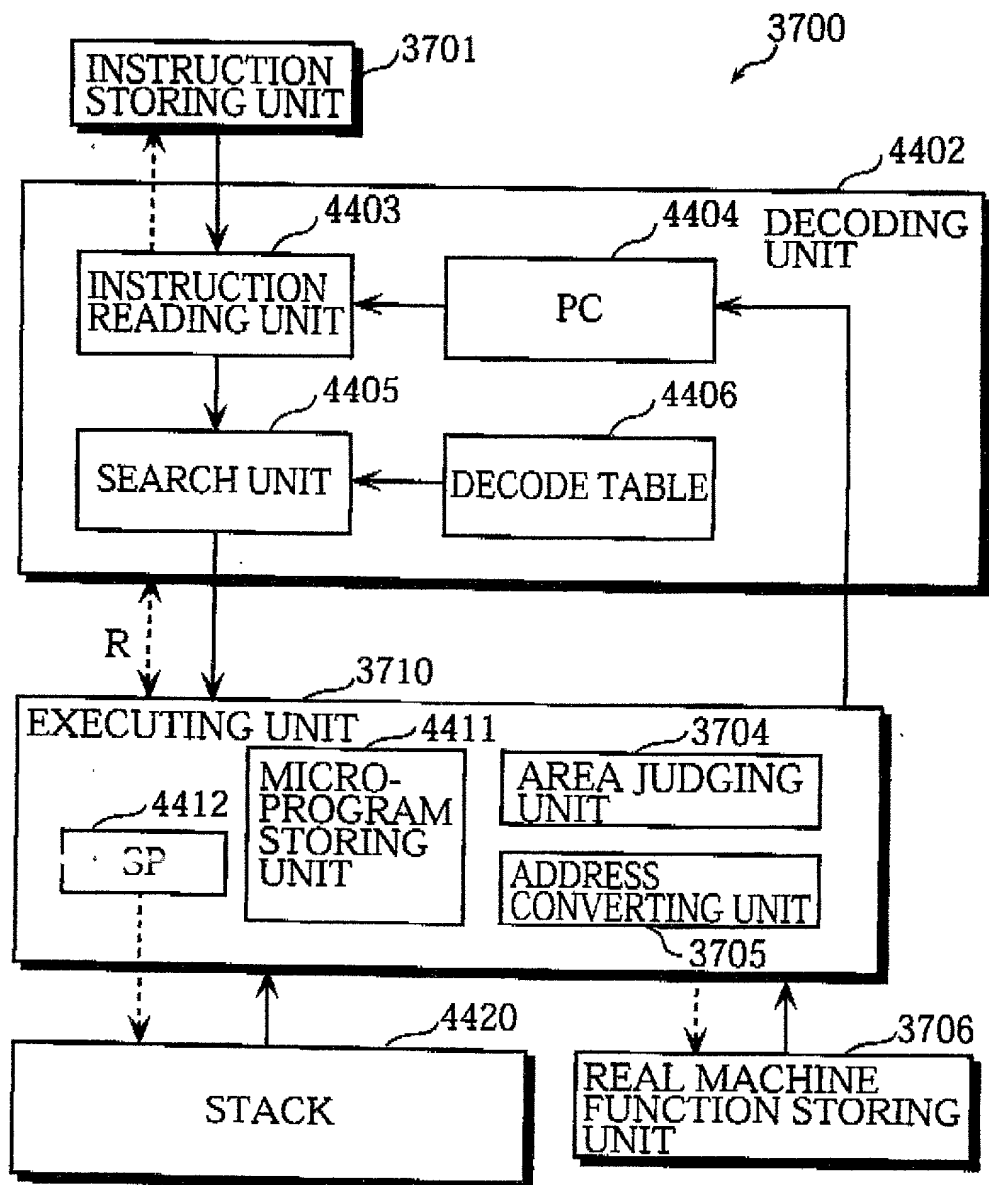 3700
3701
INSTRUCTION
STORING UNIT
4402
DECODING
UNIT
4403
INSTRUCTION
READING UNIT
4404
PC
4405
SEARCH UNIT
4406
DECODE TABLE
R
3710
EXECUTING UNIT
4411
MICRO-
PROGRAM
STORING
UNIT
3704
AREA JUDGING
UNIT
4412
SP
ADDRESS
CONVERTING UNIT
3705
4420
STACK
3706
REAL MACHINE
FUNCTION STORING
UNIT